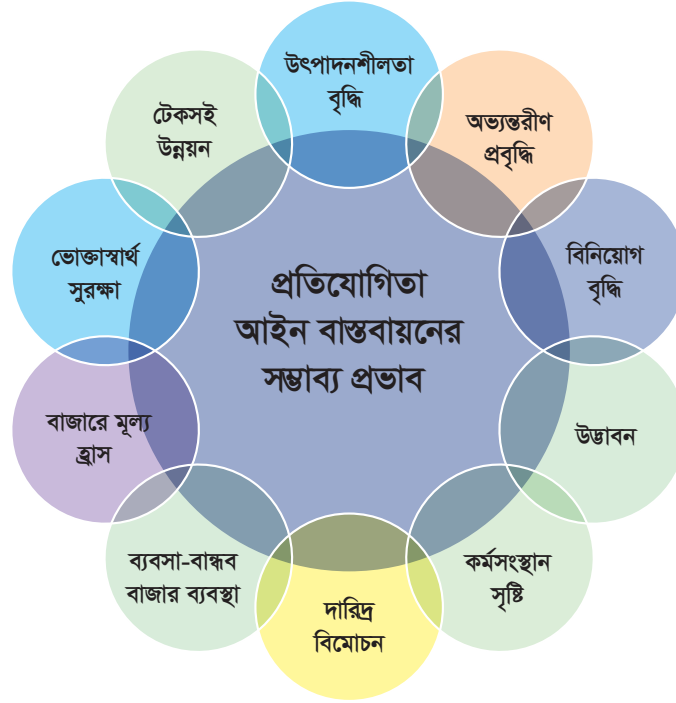 উৎপাদনশীলতা
বৃদ্ধি
অভ্যন্তরীণ
প্রবৃদ্ধি
বিনিয়োগ
বৃদ্ধি
উদ্ভাবন
কর্মসংস্থান
সৃষ্টি
দারিদ্র
বিমোচন
ব্যবসা-বান্ধব
বাজার ব্যবস্থা
বাজারে মূল্য
হ্রাস
ভোক্তাস্বার্থ
সুরক্ষা
টেকসই
উন্নয়ন
প্রতিযোগিতা
আইন বাস্তবায়নের
সম্ভাব্য প্রভাব